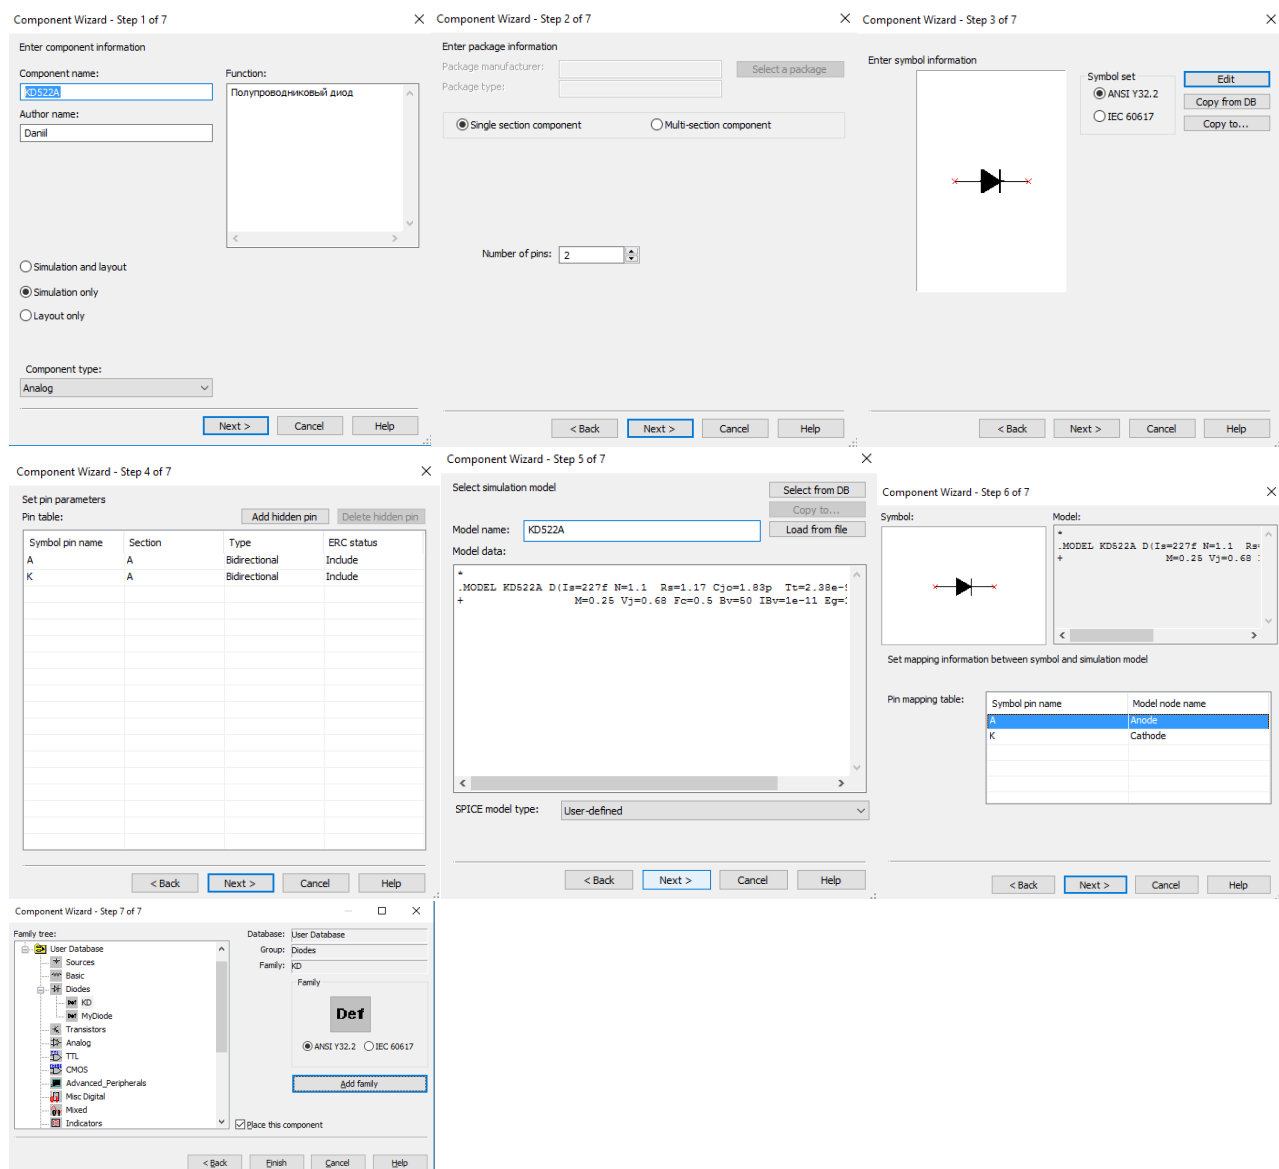 Component Wizard - Step 1 of 7
Enter component information
Component name:
KD522A
Author name:
Daniil
Function:
Полупроводниковый диод
Simulation and layout
Simulation only
Layout only
Component type:
Analog
Next >
Cancel
Help
Component Wizard - Step 2 of 7
Enter package information
Package manufacturer:
Select a package
Package type:
Single section component
Multi-section component
Number of pins:
2
< Back
Next >
Cancel
Help
Component Wizard - Step 3 of 7
Enter symbol information
Symbol set
ANSI Y32.2
IEC 60617
Edit
Copy from DB
Copy to...
< Back
Next >
Cancel
Help
Component Wizard - Step 4 of 7
Set pin parameters
Pin table:
Add hidden pin
Delete hidden pin
Symbol pin name Section Type ERC status
A A Bidirectional Include
K A Bidirectional Include
< Back
Next >
Cancel
Help
Component Wizard - Step 5 of 7
Select simulation model
Select from DB
Copy to...
Load from file
Model name: KD522A
Model data:
*
.MODEL KD522A D(Is=227f N=1.1 Rs=1.17 Cjo=1.83p Tt=2.38e-9
+ M=0.25 Vj=0.68 Fc=0.5 Bv=50 IBv=1e-11 Eg=1
SPICE model type: User-defined
< Back
Next >
Cancel
Help
Component Wizard - Step 6 of 7
Symbol:
Model:
*
.MODEL KD522A D(Is=227f N=1.1 Rs=
+ M=0.25 Vj=0.68
Set mapping information between symbol and simulation model
Pin mapping table:
Symbol pin name Model node name
A Anode
K Cathode
< Back
Next >
Cancel
Help
Component Wizard - Step 7 of 7
Family tree:
User Database
Sources
Basic
Diodes
KD
MyDiode
Transistors
Analog
TTL
CMOS
Advanced_Peripherals
Misc Digital
Mixed
Indicators
Database: User Database
Group: Diodes
Family: KD
Family
Def
ANSI Y32.2
IEC 60617
Add family
Place this component
< Back
Finish
Cancel
Help